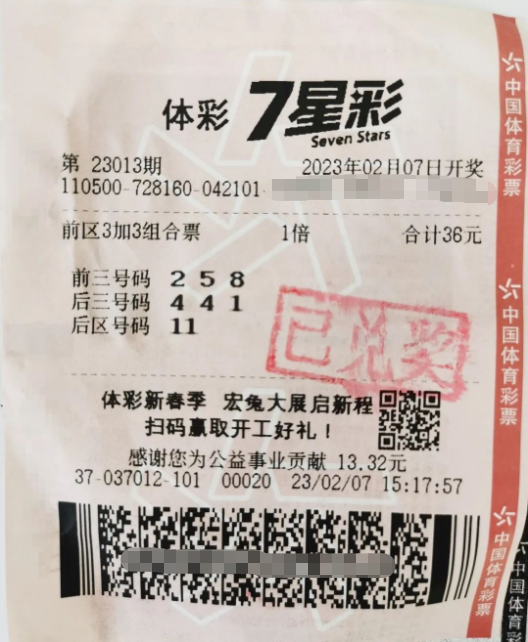 体彩 7星彩
Seven Stars
第 23013期 2023年02月07日开奖
110500-728160-042101-
前区3加3组合票 1倍 合计36元
前三号码 2 5 8
后三号码 4 4 1
后区号码 11
已兑奖
体彩新春季 宏兔大展启新程
扫码赢取开工好礼！
感谢您为公益事业贡献 13.32元
37-037012-101 00020 23/02/07 15:17:57
中国体育彩票
中国体育彩票
中国体育彩票
中国体育